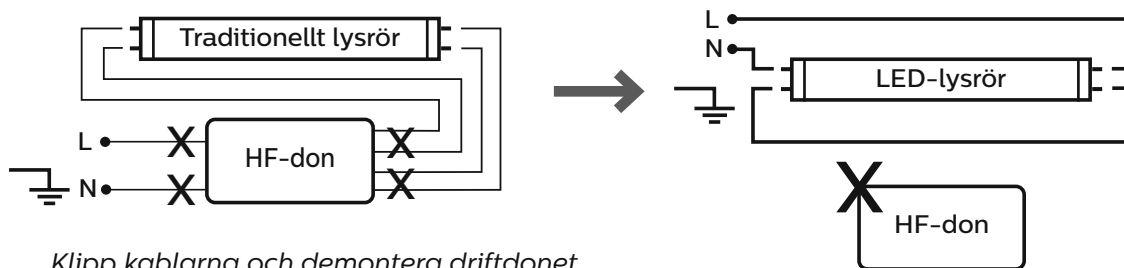 Traditionellt lysrör
L
HF-don
N
Klipp kablarna och demontera driftdonet
L
N
LED-lysrör
HF-don